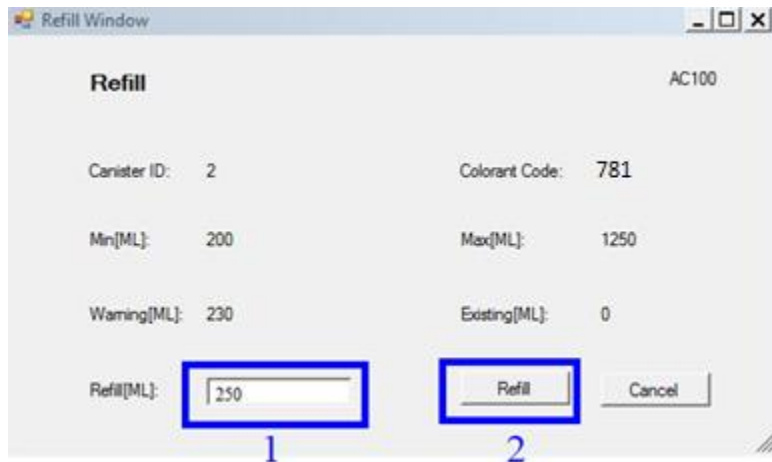 Refill Window
Refill AC100
Canister ID: 2 Colorant Code: 781
Min[ML]: 200 Max[ML]: 1250
Warning[ML]: 230 Existing[ML]: 0
Refill[ML]: 250 Refill Cancel
1 2